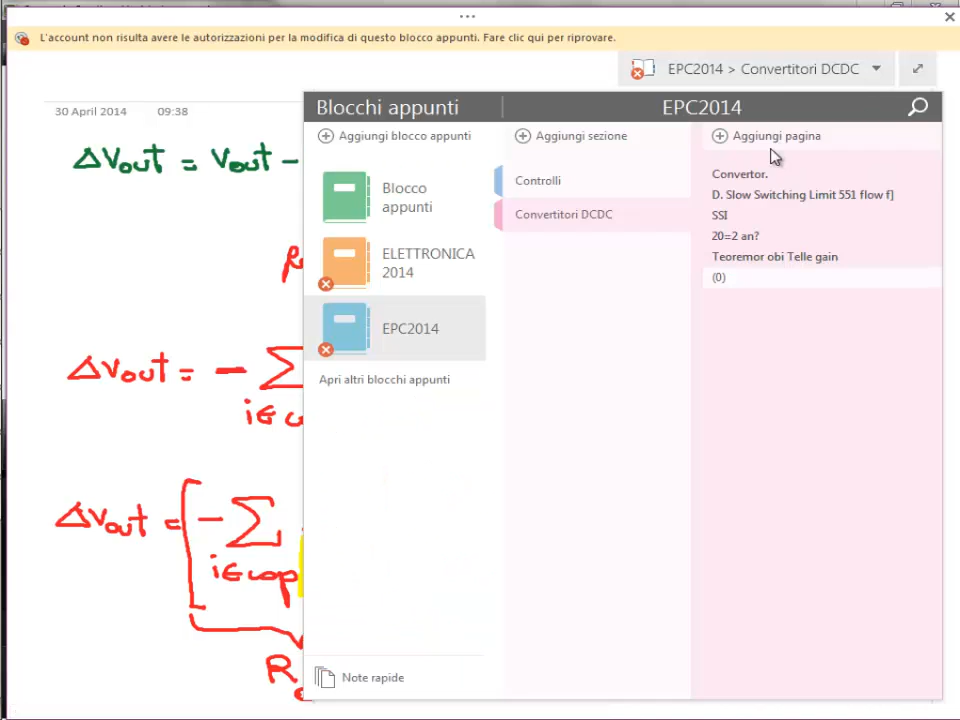 L'account non risulta avere le autorizzazioni per la modifica di questo blocco appunti. Fare clic qui per riprovare.
EPC2014 > Convertitori DCDC
30 April 2014 09:38
Blocchi appunti
EPC2014
Aggiungi blocco appunti
Aggiungi sezione
Aggiungi pagina
Blocco
appunti
ELETTRONICA
2014
EPC2014
Apri altri blocchi appunti
Note rapide
Controlli
Convertitori DCDC
Convertor.
D. Slow Switching Limit 551 flow f]
SSI
20=2 an?
Teoremor obi Telle gain
(0)
ΔVout = Vout -
ΔVout = - Σ
i∈
ΔVout = [ - Σ
i∈cap
R